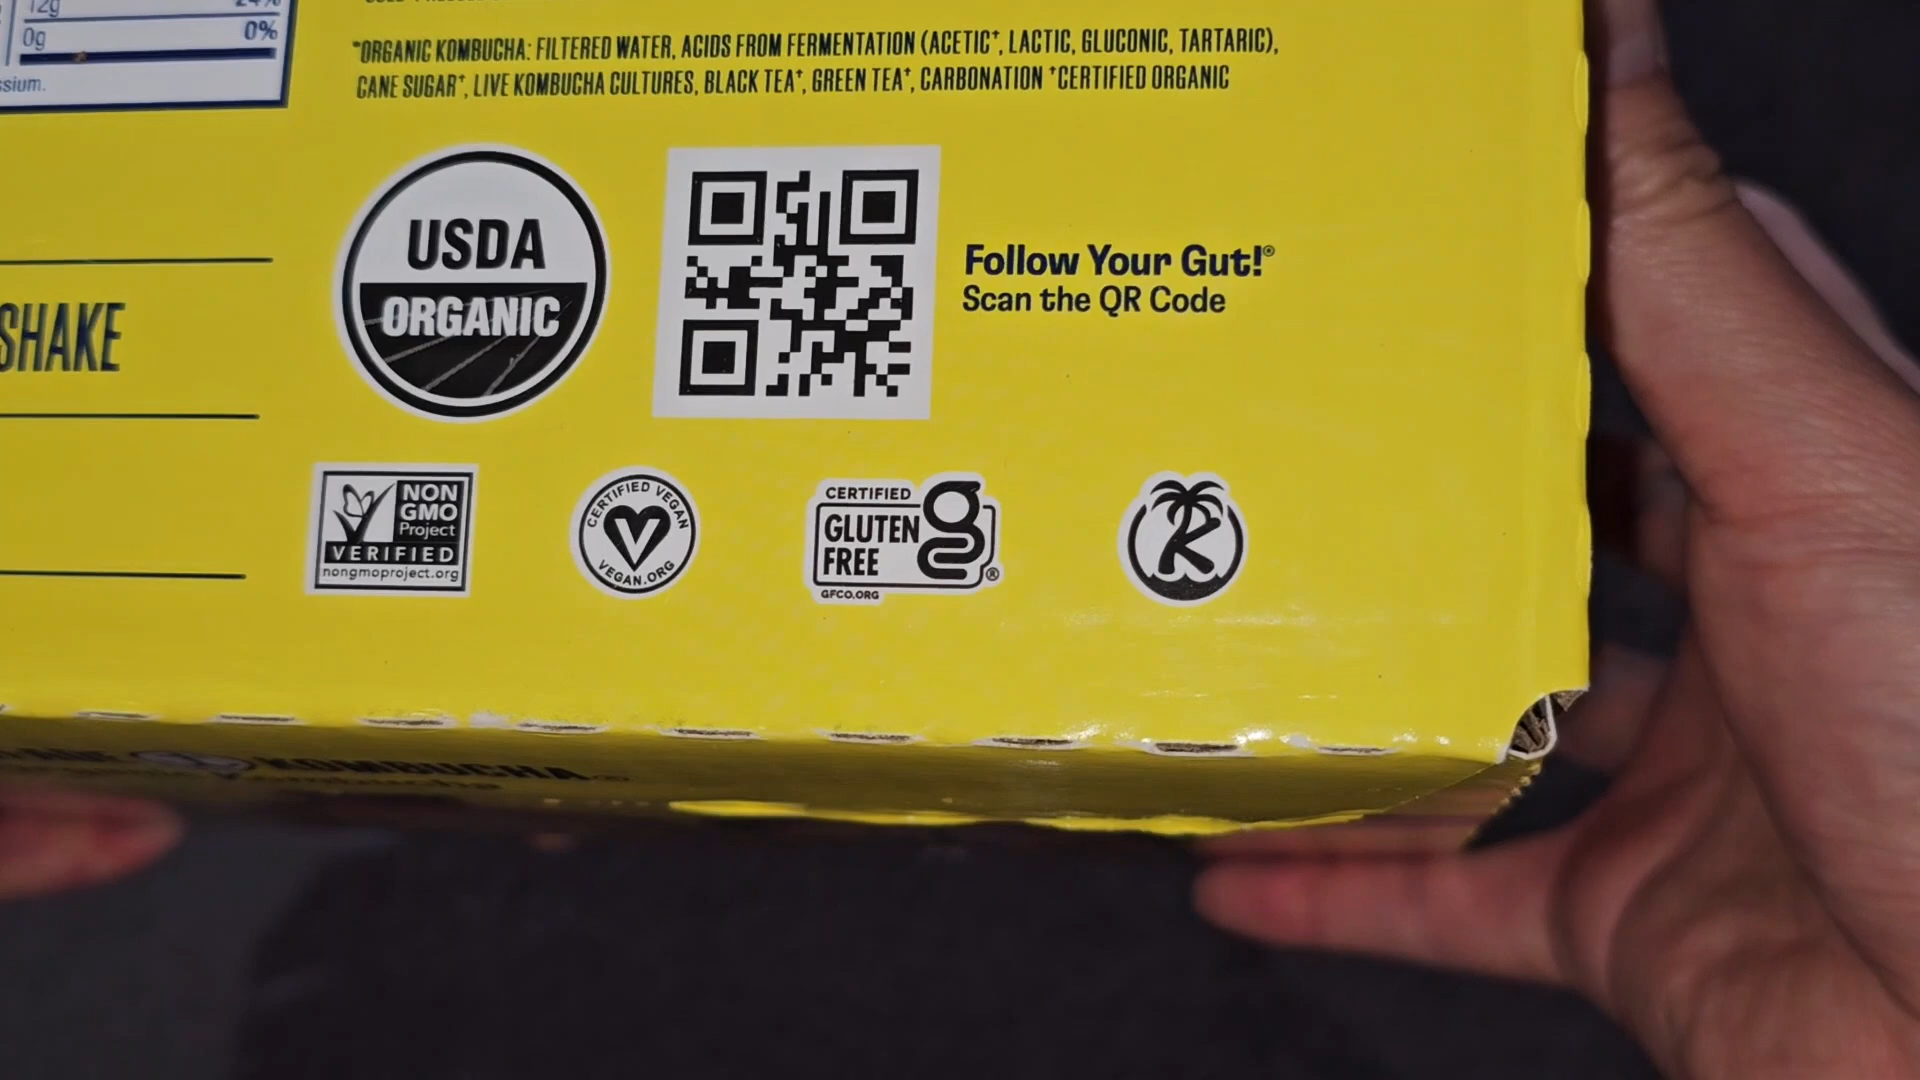 12g 24%
0g 0%
ssium.
*ORGANIC KOMBUCHA: FILTERED WATER, ACIDS FROM FERMENTATION (ACETIC⁺, LACTIC, GLUCONIC, TARTARIC),
CANE SUGAR⁺, LIVE KOMBUCHA CULTURES, BLACK TEA⁺, GREEN TEA⁺, CARBONATION ⁺CERTIFIED ORGANIC
SHAKE
USDA
ORGANIC
Follow Your Gut!®
Scan the QR Code
NON
GMO
Project
VERIFIED
nongmoproject.org
CERTIFIED VEGAN
V
VEGAN.ORG
CERTIFIED
GLUTEN
FREE
g
®
GFCO.ORG
K
KOMBUCHA